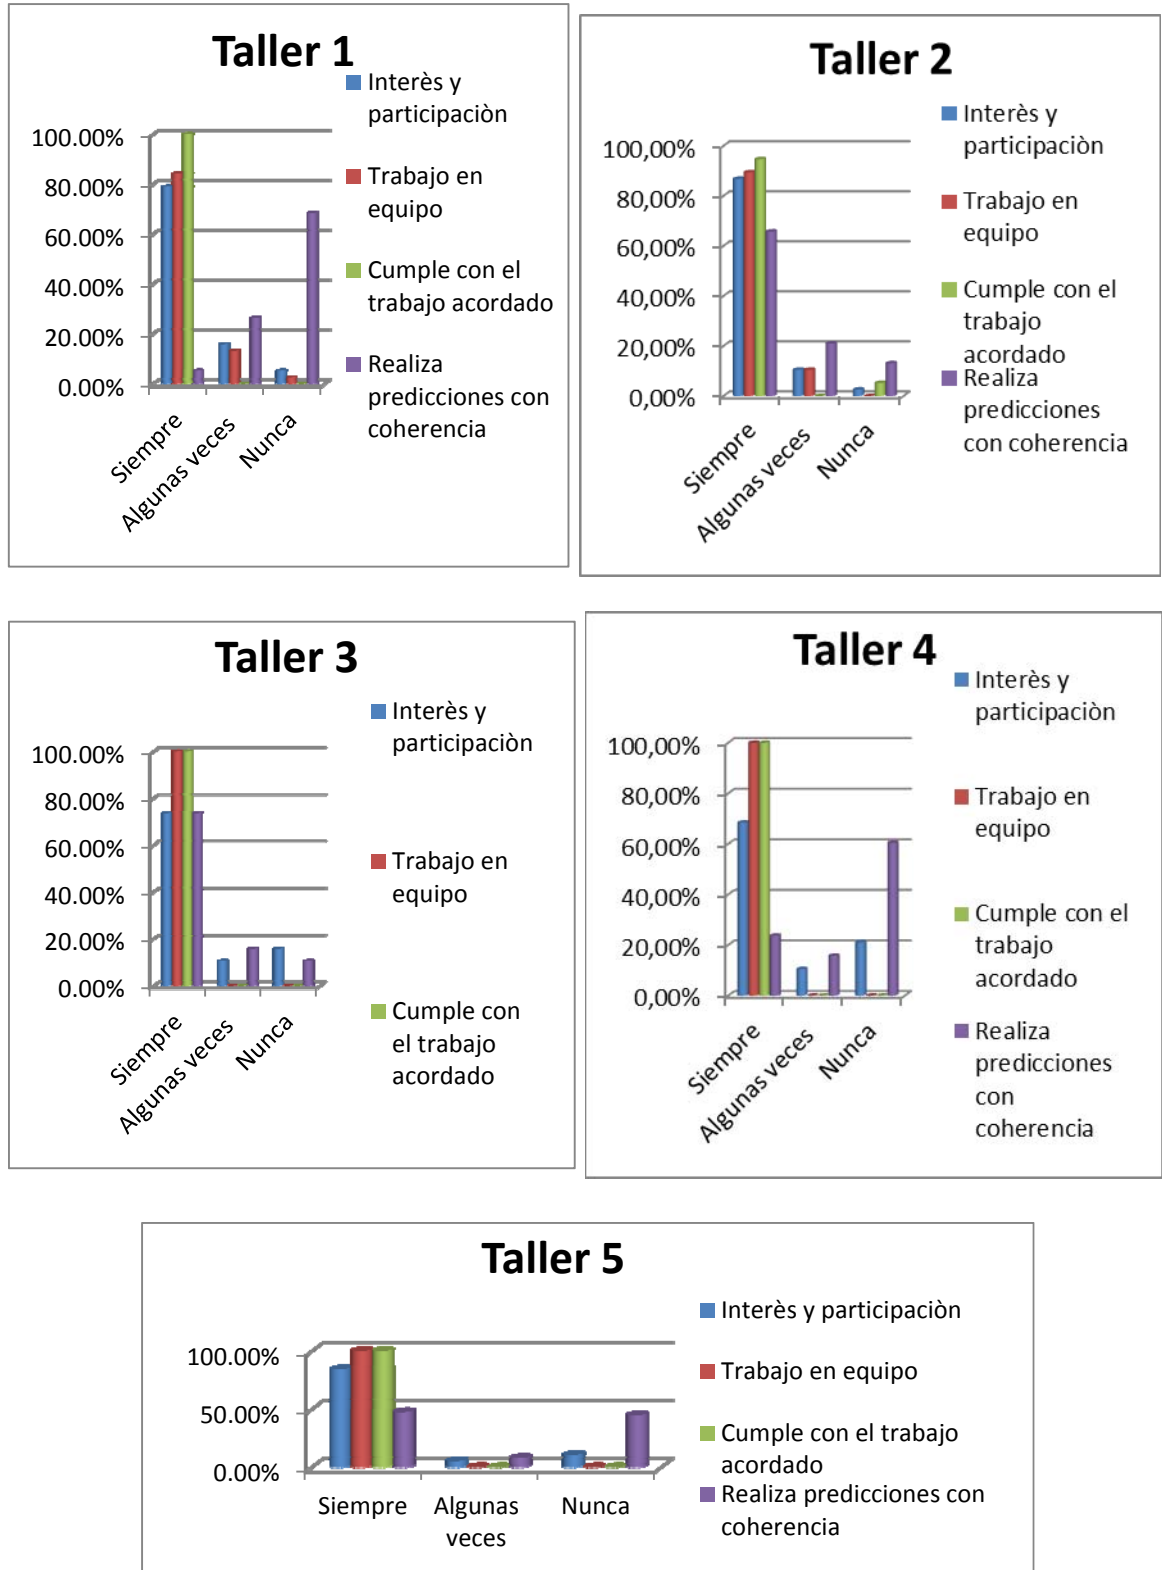 Taller 1
Interès y
participaciòn
Trabajo en
equipo
Cumple con el
trabajo acordado
Realiza
predicciones con
coherencia
100.00%
80.00%
60.00%
40.00%
20.00%
0.00%
Siempre
Algunas veces
Nunca
Taller 2
Interès y
participaciòn
Trabajo en
equipo
Cumple con el
trabajo
acordado
Realiza
predicciones
con coherencia
100,00%
80,00%
60,00%
40,00%
20,00%
0,00%
Siempre
Algunas veces
Nunca
Taller 3
Interès y
participaciòn
Trabajo en
equipo
Cumple con
el trabajo
acordado
100.00%
80.00%
60.00%
40.00%
20.00%
0.00%
Siempre
Algunas veces
Nunca
Taller 4
Interès y
participaciòn
Trabajo en
equipo
Cumple con el
trabajo
acordado
Realiza
predicciones
con
coherencia
100,00%
80,00%
60,00%
40,00%
20,00%
0,00%
Siempre
Algunas veces
Nunca
Taller 5
Interès y participaciòn
Trabajo en equipo
Cumple con el trabajo
acordado
Realiza predicciones con
coherencia
100.00%
50.00%
0.00%
Siempre
Algunas
veces
Nunca